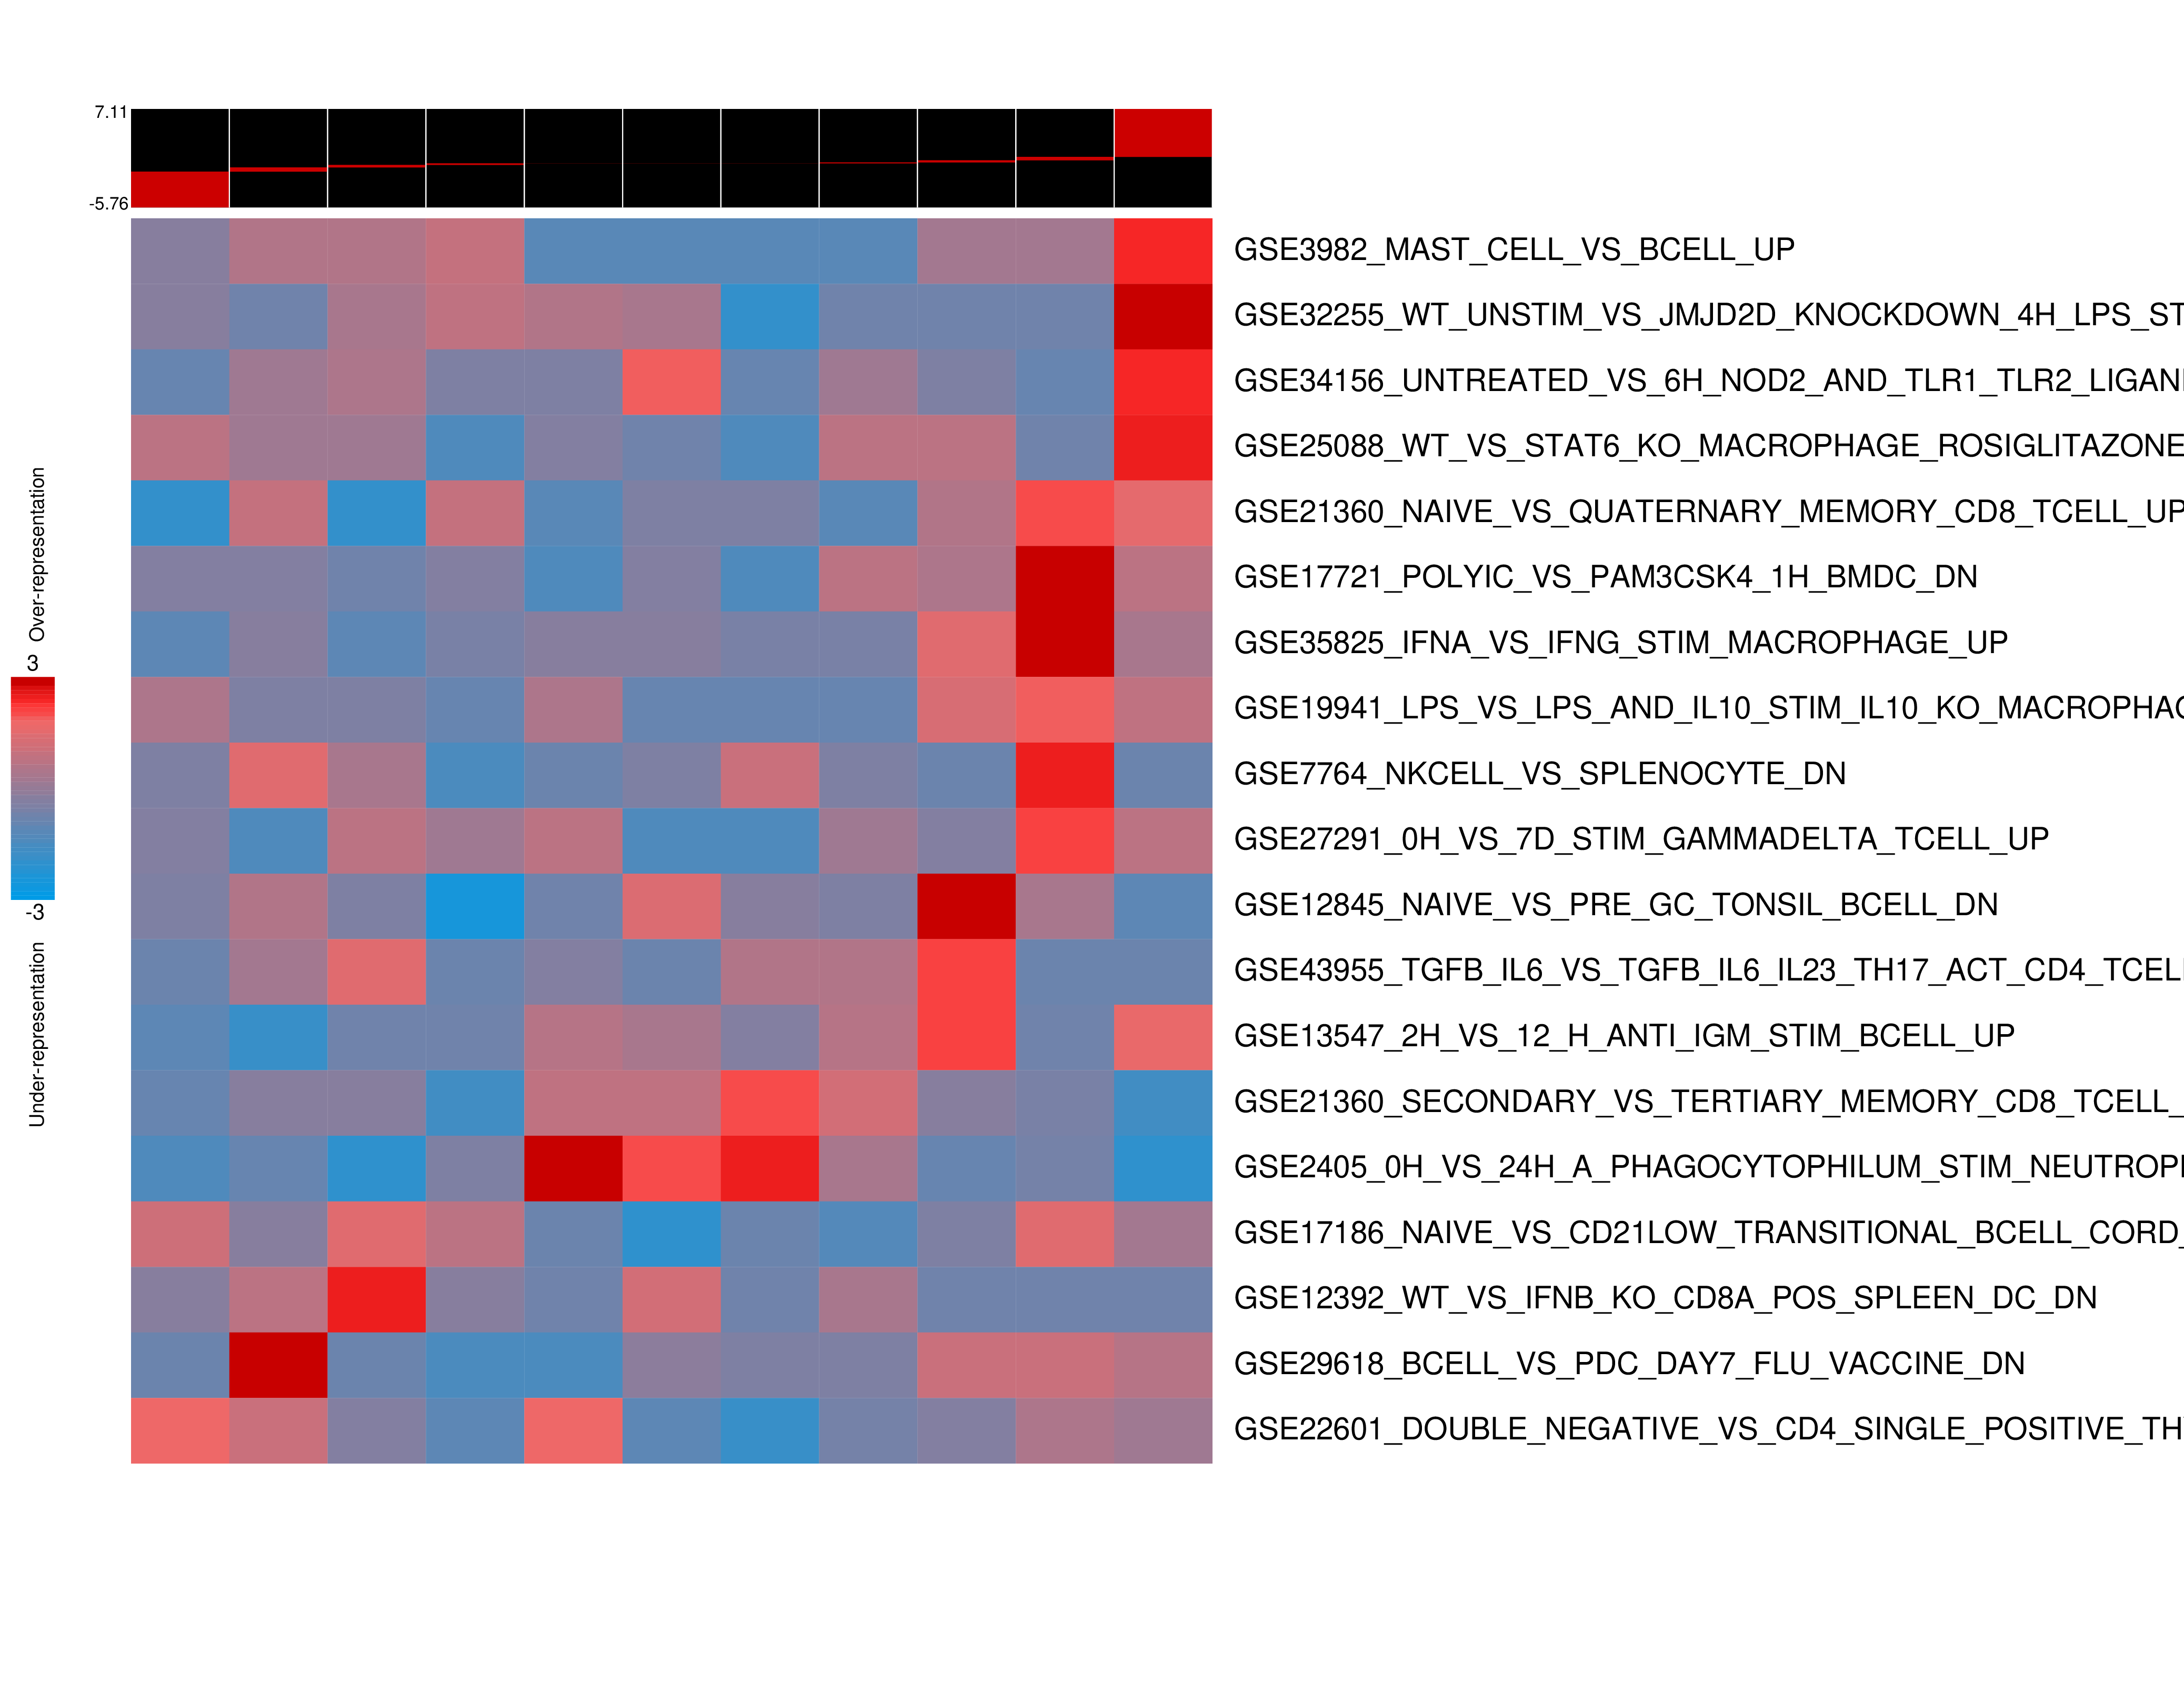 7.11
-5.76
GSE3982_MAST_CELL_VS_BCELL_UP
GSE32255_WT_UNSTIM_VS_JMJD2D_KNOCKDOWN_4H_LPS_ST
GSE34156_UNTREATED_VS_6H_NOD2_AND_TLR1_TLR2_LIGAN
GSE25088_WT_VS_STAT6_KO_MACROPHAGE_ROSIGLITAZONE
GSE21360_NAIVE_VS_QUATERNARY_MEMORY_CD8_TCELL_UP
GSE17721_POLYIC_VS_PAM3CSK4_1H_BMDC_DN
GSE35825_IFNA_VS_IFNG_STIM_MACROPHAGE_UP
GSE19941_LPS_VS_LPS_AND_IL10_STIM_IL10_KO_MACROPHAG
GSE7764_NKCELL_VS_SPLENOCYTE_DN
GSE27291_0H_VS_7D_STIM_GAMMADELTA_TCELL_UP
GSE12845_NAIVE_VS_PRE_GC_TONSIL_BCELL_DN
GSE43955_TGFB_IL6_VS_TGFB_IL6_IL23_TH17_ACT_CD4_TCEL
GSE13547_2H_VS_12_H_ANTI_IGM_STIM_BCELL_UP
GSE21360_SECONDARY_VS_TERTIARY_MEMORY_CD8_TCELL_
GSE2405_0H_VS_24H_A_PHAGOCYTOPHILUM_STIM_NEUTROP
GSE17186_NAIVE_VS_CD21LOW_TRANSITIONAL_BCELL_CORD_
GSE12392_WT_VS_IFNB_KO_CD8A_POS_SPLEEN_DC_DN
GSE29618_BCELL_VS_PDC_DAY7_FLU_VACCINE_DN
GSE22601_DOUBLE_NEGATIVE_VS_CD4_SINGLE_POSITIVE_TH
Over-representation
3
-3
Under-representation